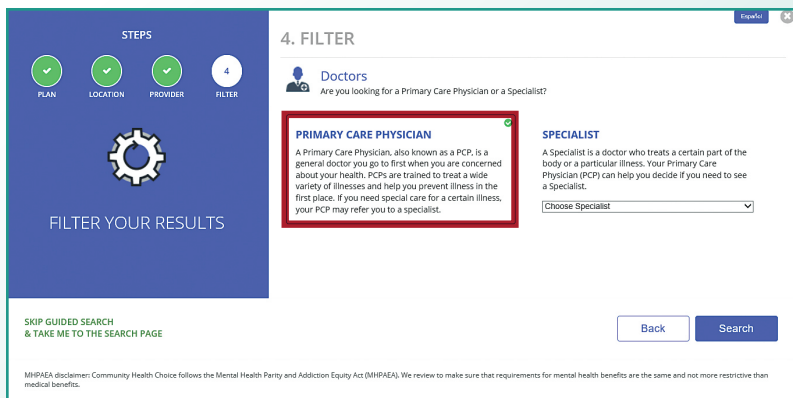 Español
STEPS
4
PLAN
LOCATION
PROVIDER
FILTER
FILTER YOUR RESULTS
4. FILTER
Doctors
Are you looking for a Primary Care Physician or a Specialist?
PRIMARY CARE PHYSICIAN
A Primary Care Physician, also known as a PCP, is a
general doctor you go to first when you are concerned
about your health. PCPs are trained to treat a wide
variety of illnesses and help you prevent illness in the
first place. If you need special care for a certain illness,
your PCP may refer you to a specialist.
SPECIALIST
A Specialist is a doctor who treats a certain part of the
body or a particular illness. Your Primary Care
Physician (PCP) can help you decide if you need to see
a Specialist.
Choose Specialist
SKIP GUIDED SEARCH
& TAKE ME TO THE SEARCH PAGE
Back
Search
MHPAEA disclaimer: Community Health Choice follows the Mental Health Parity and Addiction Equity Act (MHPAEA). We review to make sure that requirements for mental health benefits are the same and not more restrictive than
medical benefits.